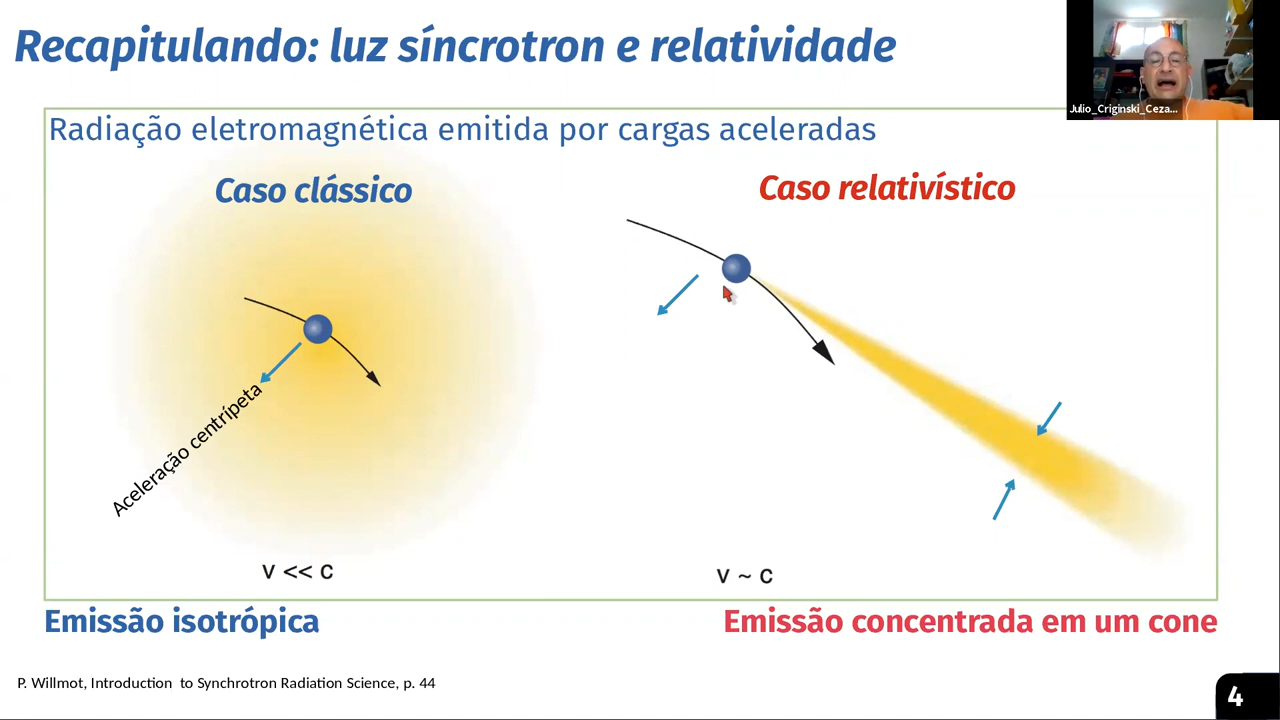 Recapitulando: luz síncrotron e relatividade
Julio_Criginski_Ceza...
Radiação eletromagnética emitida por cargas aceleradas
Caso clássico
Caso relativístico
Aceleração centrípeta
v << c
v ~ c
Emissão isotrópica
Emissão concentrada em um cone
P. Willmot, Introduction to Synchrotron Radiation Science, p. 44
4